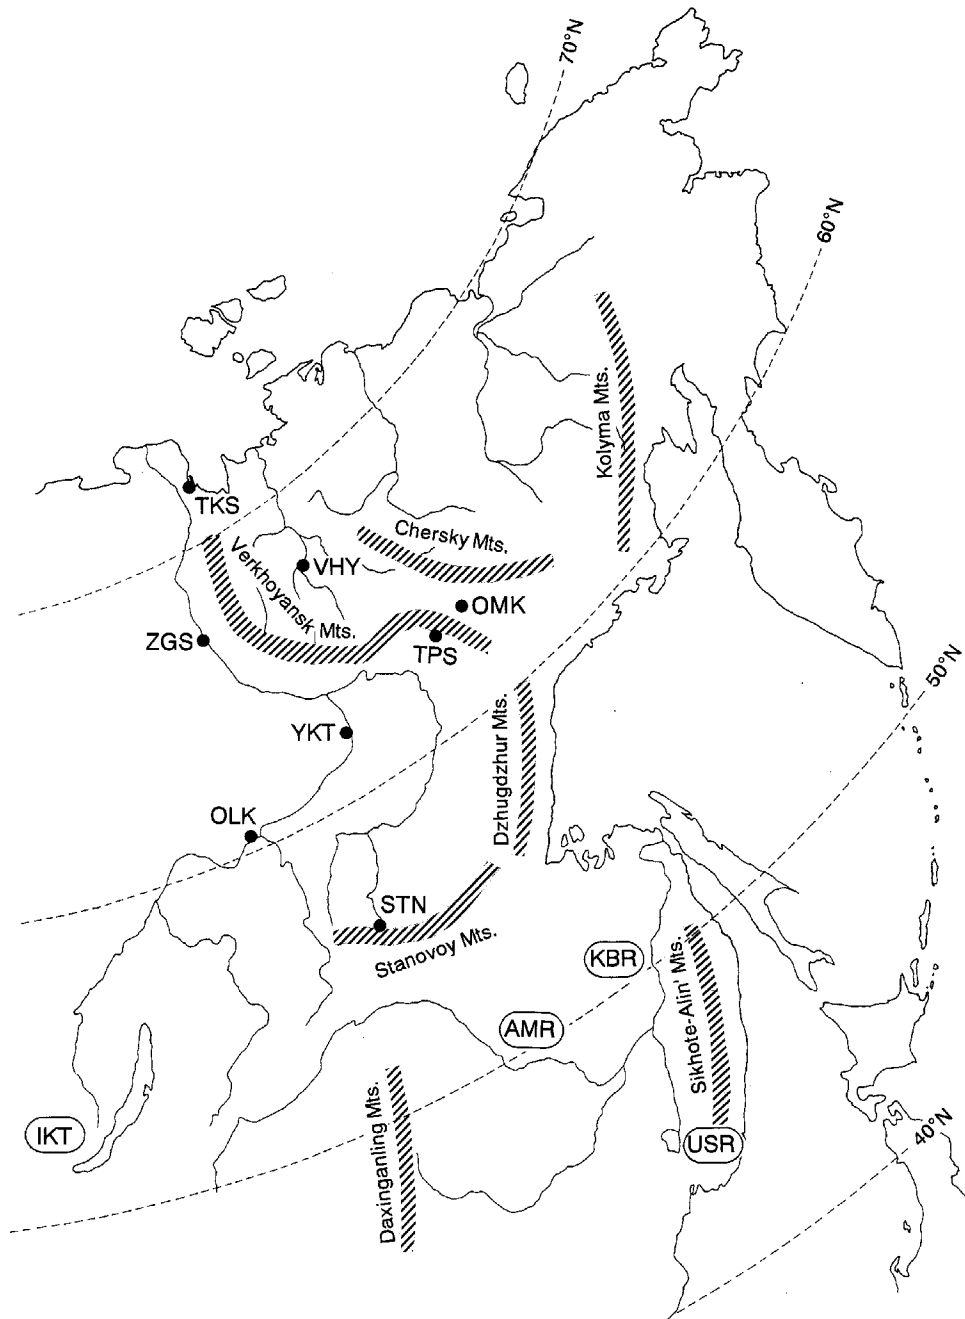 70°N
60°N
Kolyma Mts.
TKS
Chersky Mts.
Verkhoyansk Mts.
VHY
OMK
ZGS
TPS
50°N
YKT
Dzhugdzhur Mts.
OLK
STN
Stanovoy Mts.
KBR
Sikhote-Alin' Mts.
AMR
Daxinganling Mts.
IKT
USR
40°N